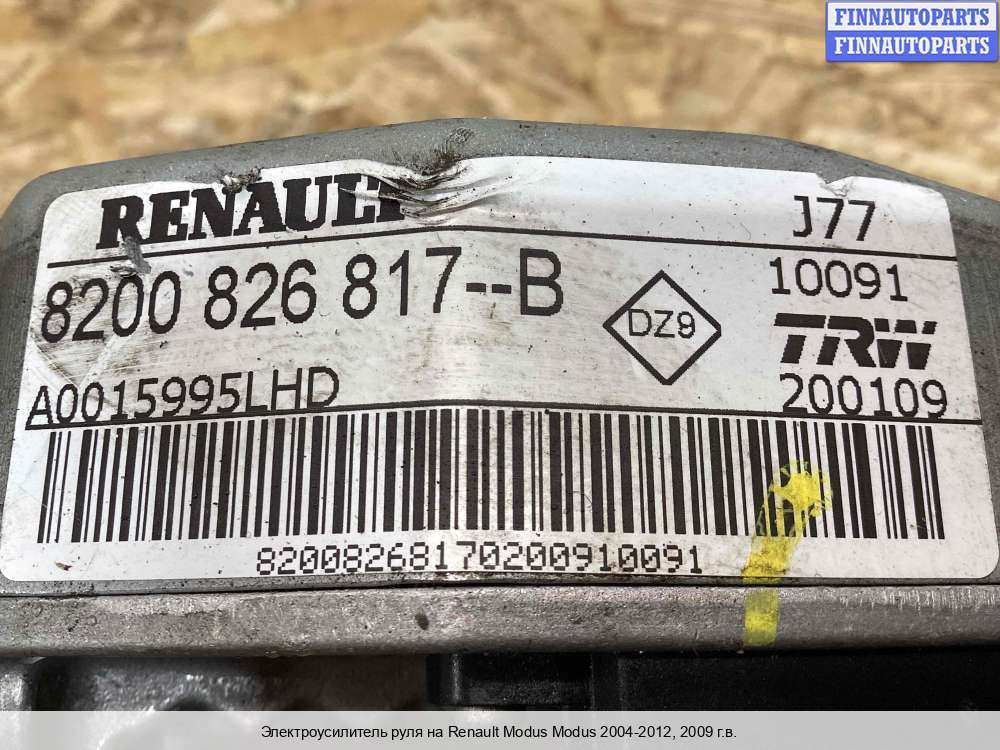 FINNAUTOPARTS
FINNAUTOPARTS
RENAULT
J77
8200 826 817--B
DZ9
10091
TRW
A0015995LHD
200109
82008268170200910091
Электроусилитель руля на Renault Modus Modus 2004-2012, 2009 г.в.